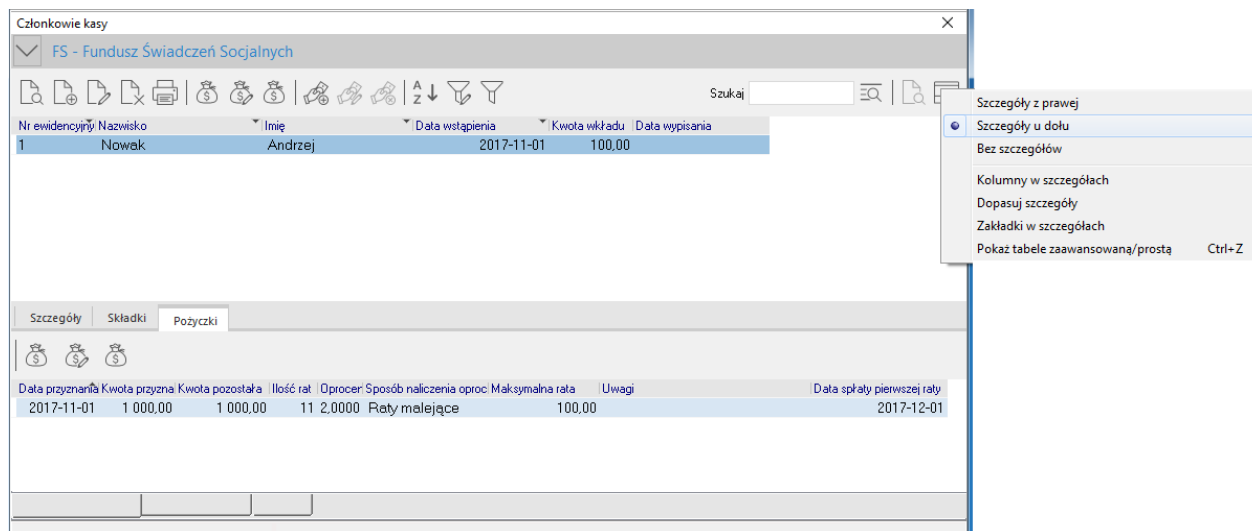 Członkowie kasy
FS - Fundusz Świadczeń Socjalnych
Szukaj
Nr ewidencyjny Nazwisko Imię Data wstąpienia Kwota wkładu Data wypisania
1 Nowak Andrzej 2017-11-01 100,00
Szczegóły z prawej
Szczegóły u dołu
Bez szczegółów
Kolumny w szczegółach
Dopasuj szczegóły
Zakładki w szczegółach
Pokaż tabele zaawansowaną/prostą Ctrl+Z
Szczegóły Składki Pożyczki
Data przyznania Kwota przyzna Kwota pozostała Ilość rat Oprocen Sposób naliczenia oproc Maksymalna rata Uwagi Data spłaty pierwszej raty
2017-11-01 1 000,00 1 000,00 11 2,0000 Raty malejące 100,00 2017-12-01